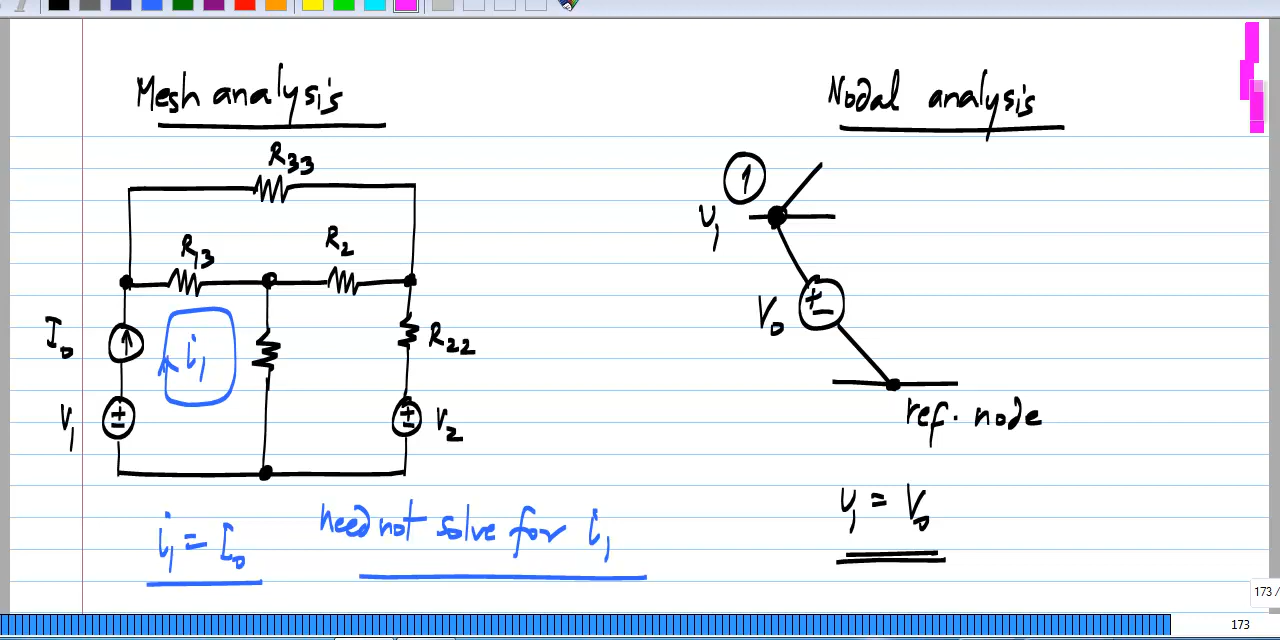 Mesh analysis
R33
R13
R2
I0
i1
R22
V1
V2
i1 = I0
need not solve for i1
Nodal analysis
1
v1
V0
ref. node
v1 = V0
173 /
173